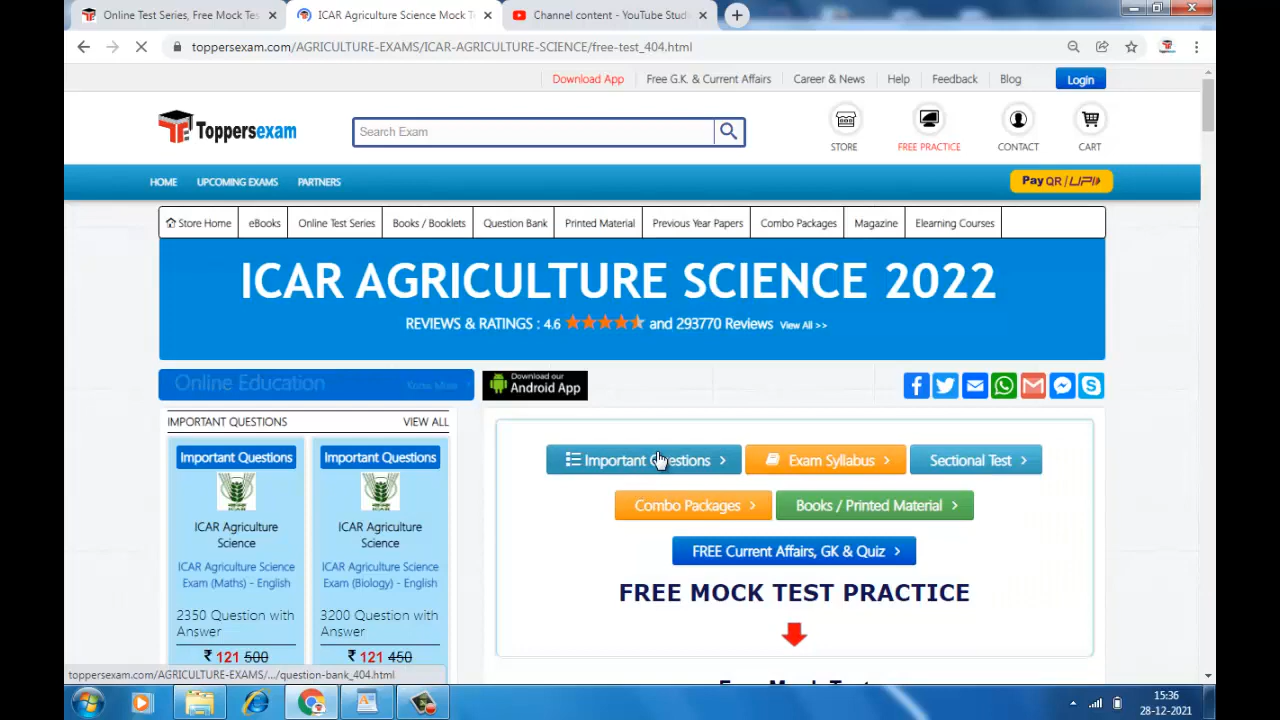 Online Test Series, Free Mock Tes
ICAR Agriculture Science Mock T
Channel content - YouTube Stud
toppersexam.com/AGRICULTURE-EXAMS/ICAR-AGRICULTURE-SCIENCE/free-test_404.html
Download App
Free G.K. & Current Affairs
Career & News
Help
Feedback
Blog
Login
Toppersexam
Search Exam
STORE
FREE PRACTICE
CONTACT
CART
HOME
UPCOMING EXAMS
PARTNERS
Pay QR / UPI
Store Home
eBooks
Online Test Series
Books / Booklets
Question Bank
Printed Material
Previous Year Papers
Combo Packages
Magazine
Elearning Courses
ICAR AGRICULTURE SCIENCE 2022
REVIEWS & RATINGS : 4.6 and 293770 Reviews View All >>
Online Education
Know More
Download our
Android App
IMPORTANT QUESTIONS
VIEW ALL
Important Questions
ICAR Agriculture
Science
ICAR Agriculture Science
Exam (Maths) - English
2350 Question with
Answer
₹ 121 500
Important Questions
ICAR Agriculture
Science
ICAR Agriculture Science
Exam (Biology) - English
3200 Question with
Answer
₹ 121 450
Important Questions
Exam Syllabus
Sectional Test
Combo Packages
Books / Printed Material
FREE Current Affairs, GK & Quiz
FREE MOCK TEST PRACTICE
toppersexam.com/AGRICULTURE-EXAMS/.../question-bank_404.html
15:36
28-12-2021